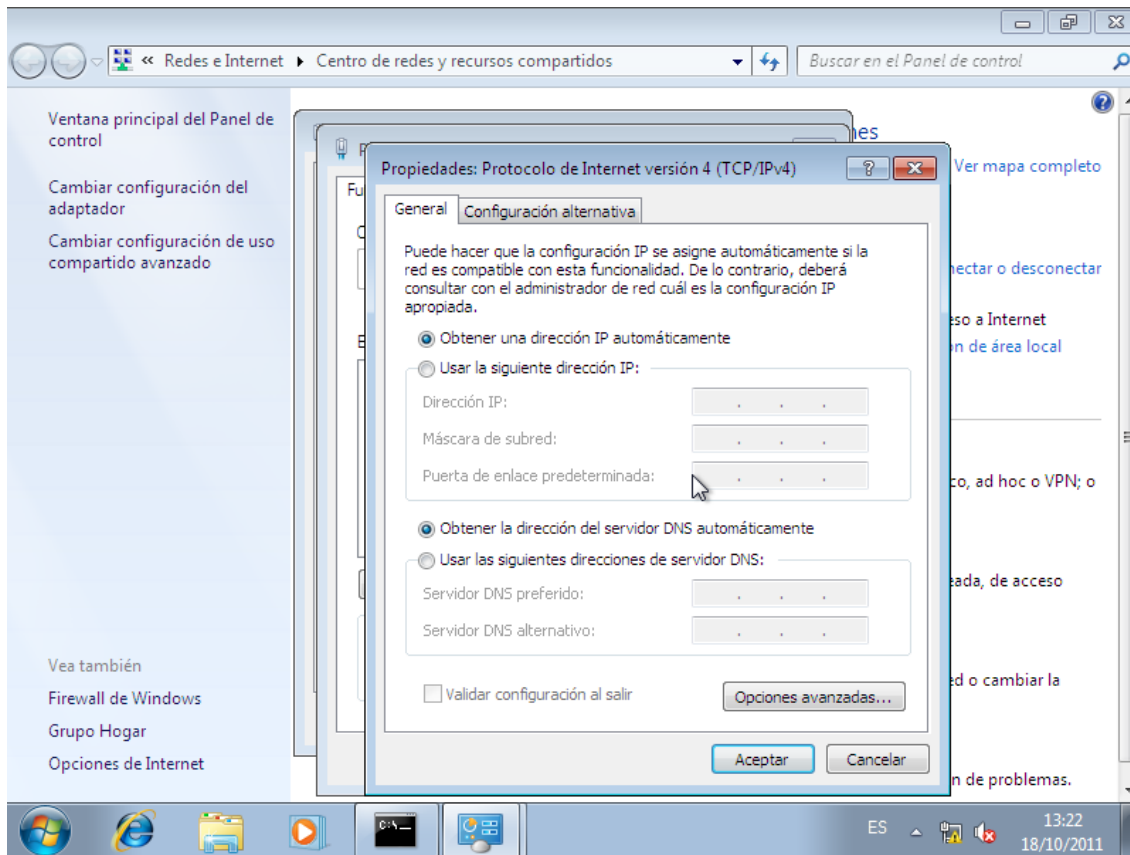 « Redes e Internet ▸ Centro de redes y recursos compartidos
Buscar en el Panel de control
Ventana principal del Panel de
control
Cambiar configuración del
adaptador
Cambiar configuración de uso
compartido avanzado
Vea también
Firewall de Windows
Grupo Hogar
Opciones de Internet
Ver mapa completo
eso a Internet
n de área local
co, ad hoc o VPN; o
de acceso
o cambiar la
n de problemas.
Propiedades: Protocolo de Internet versión 4 (TCP/IPv4)
General
Configuración alternativa
Puede hacer que la configuración IP se asigne automáticamente si la
red es compatible con esta funcionalidad. De lo contrario, deberá
consultar con el administrador de red cuál es la configuración IP
apropiada.
Obtener una dirección IP automáticamente
Usar la siguiente dirección IP:
Dirección IP:
Máscara de subred:
Puerta de enlace predeterminada:
Obtener la dirección del servidor DNS automáticamente
Usar las siguientes direcciones de servidor DNS:
Servidor DNS preferido:
Servidor DNS alternativo:
Validar configuración al salir
Opciones avanzadas...
Aceptar
Cancelar
ES
13:22
18/10/2011